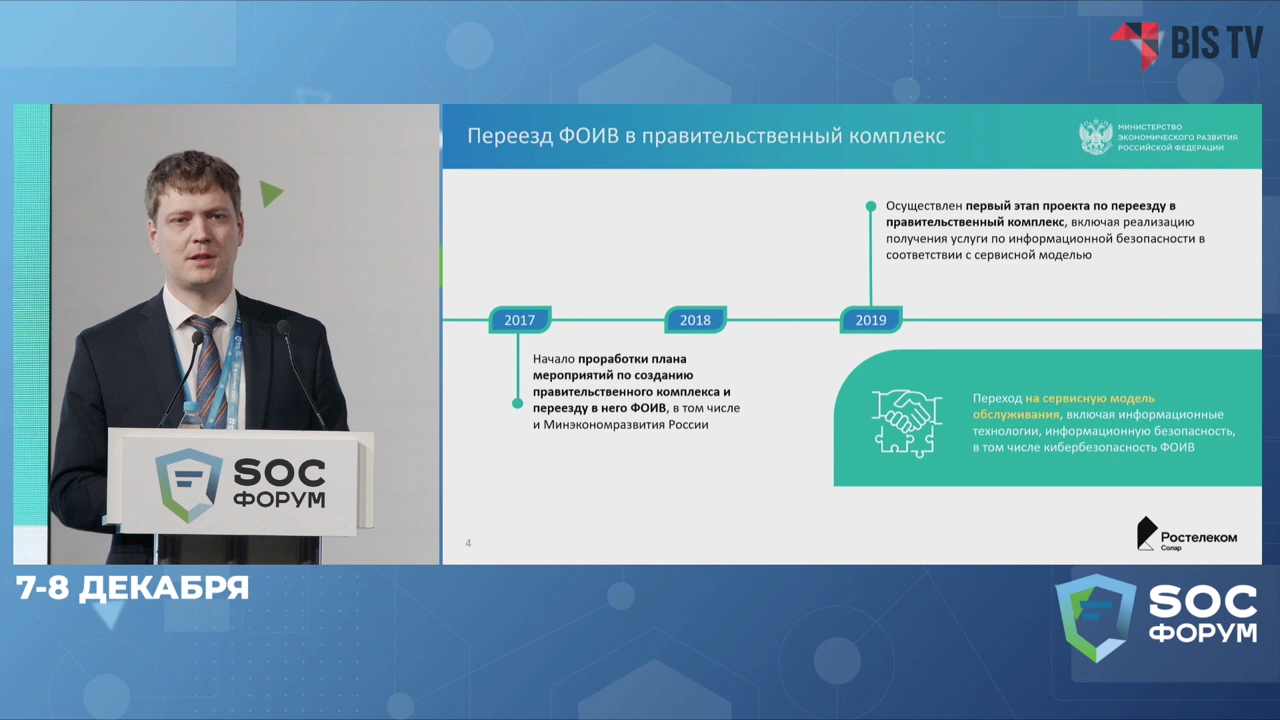 BIS TV
Переезд ФОИВ в правительственный комплекс
МИНИСТЕРСТВО
ЭКОНОМИЧЕСКОГО РАЗВИТИЯ
РОССИЙСКОЙ ФЕДЕРАЦИИ
Осуществлен первый этап проекта по переезду в
правительственный комплекс, включая реализацию
получения услуги по информационной безопасности в
соответствии с сервисной моделью
2017
2018
2019
Начало проработки плана
мероприятий по созданию
правительственного комплекса и
переезду в него ФОИВ, в том числе
и Минэкономразвития России
Переход на сервисную модель
обслуживания, включая информационные
технологии, информационную безопасность,
в том числе кибербезопасность ФОИВ
4
Ростелеком
Солар
SOC
ФОРУМ
7-8 ДЕКАБРЯ
SOC
ФОРУМ